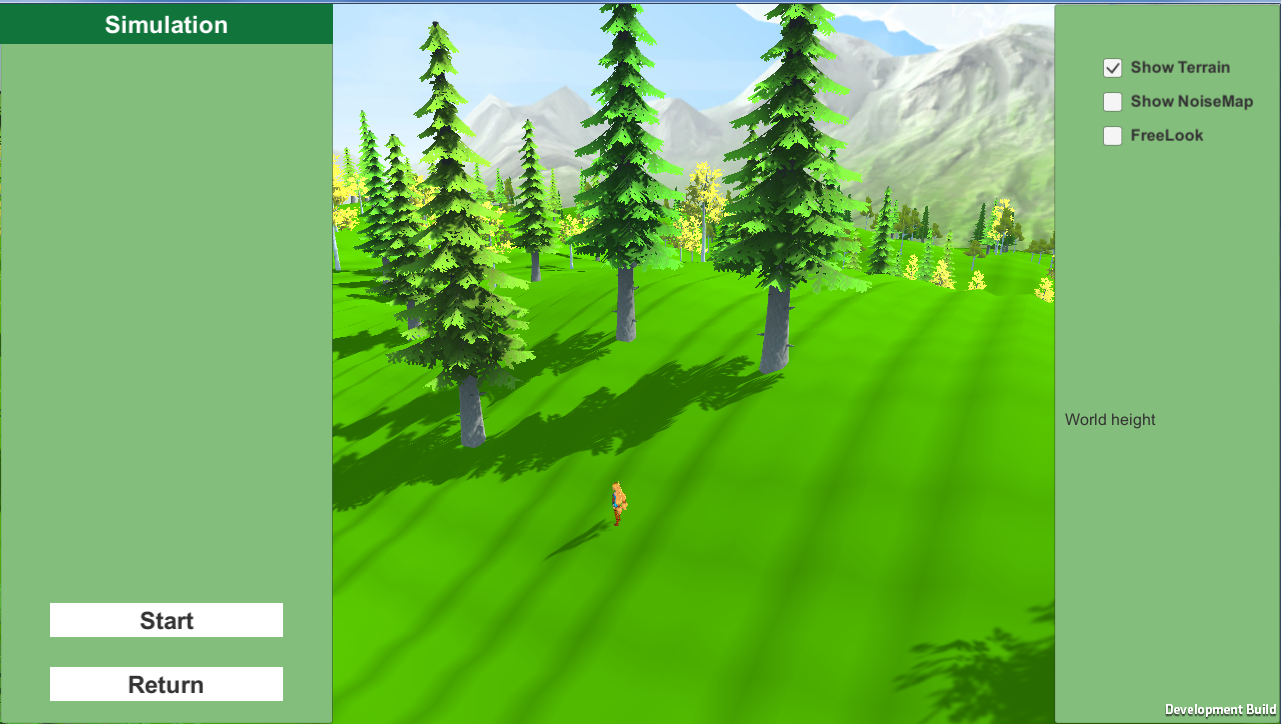 Simulation
Show Terrain
Show NoiseMap
FreeLook
World height
Start
Return
Development Build